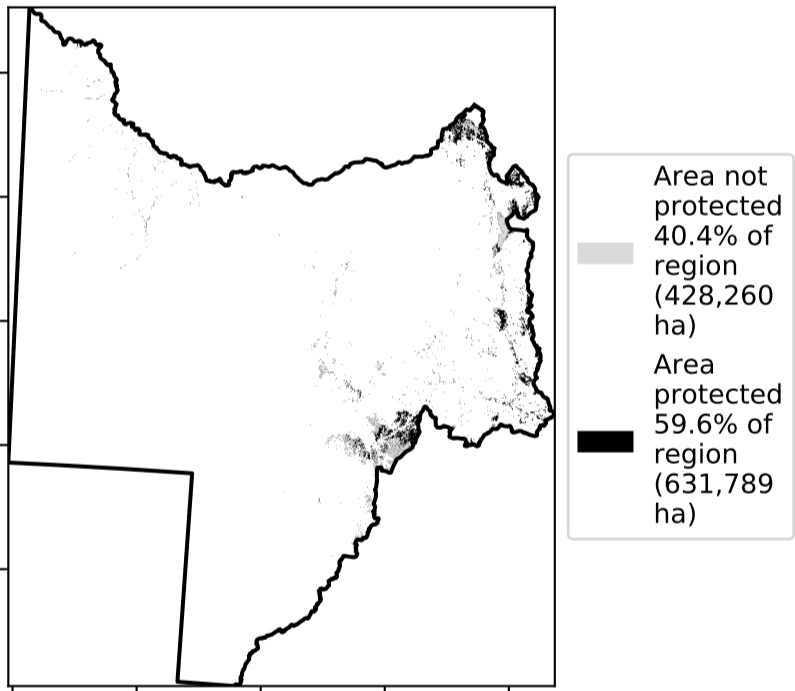 Area not
protected
40.4% of
region
(428,260
ha)
Area
protected
59.6% of
region
(631,789
ha)